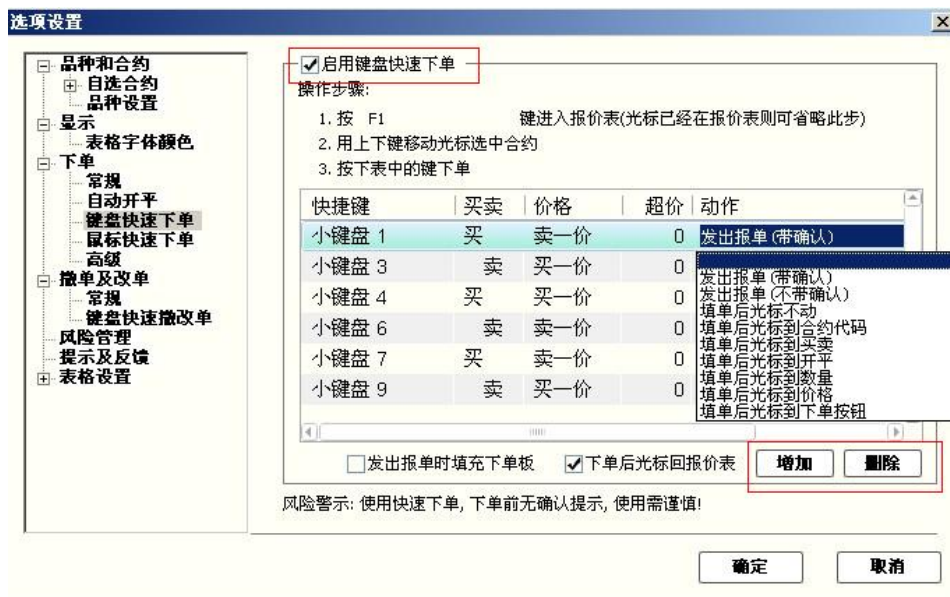 选项设置
品种和合约
自选合约
品种设置
显示
表格字体颜色
下单
常规
自动开平
键盘快速下单
鼠标快速下单
高级
撤单及改单
常规
键盘快速撤改单
风险管理
提示及反馈
表格设置
启用键盘快速下单
操作步骤:
1. 按 F1 键进入报价表(光标已经在报价表则可省略此步)
2. 用上下键移动光标选中合约
3. 按下表中的键下单
快捷键 买卖 价格 超价 动作
小键盘 1 买 卖一价 0 发出报单(带确认)
小键盘 3 卖 买一价 0
小键盘 4 买 买一价 0
小键盘 6 卖 卖一价 0
小键盘 7 买 卖一价 0
小键盘 9 卖 买一价 0
发出报单(带确认)
发出报单(不带确认)
填单后光标不动
填单后光标到合约代码
填单后光标到买卖
填单后光标到开平
填单后光标到数量
填单后光标到价格
填单后光标到下单按钮
发出报单时填充下单板 下单后光标回报价表 增加 删除
风险警示: 使用快速下单, 下单前无确认提示, 使用需谨慎!
确定 取消